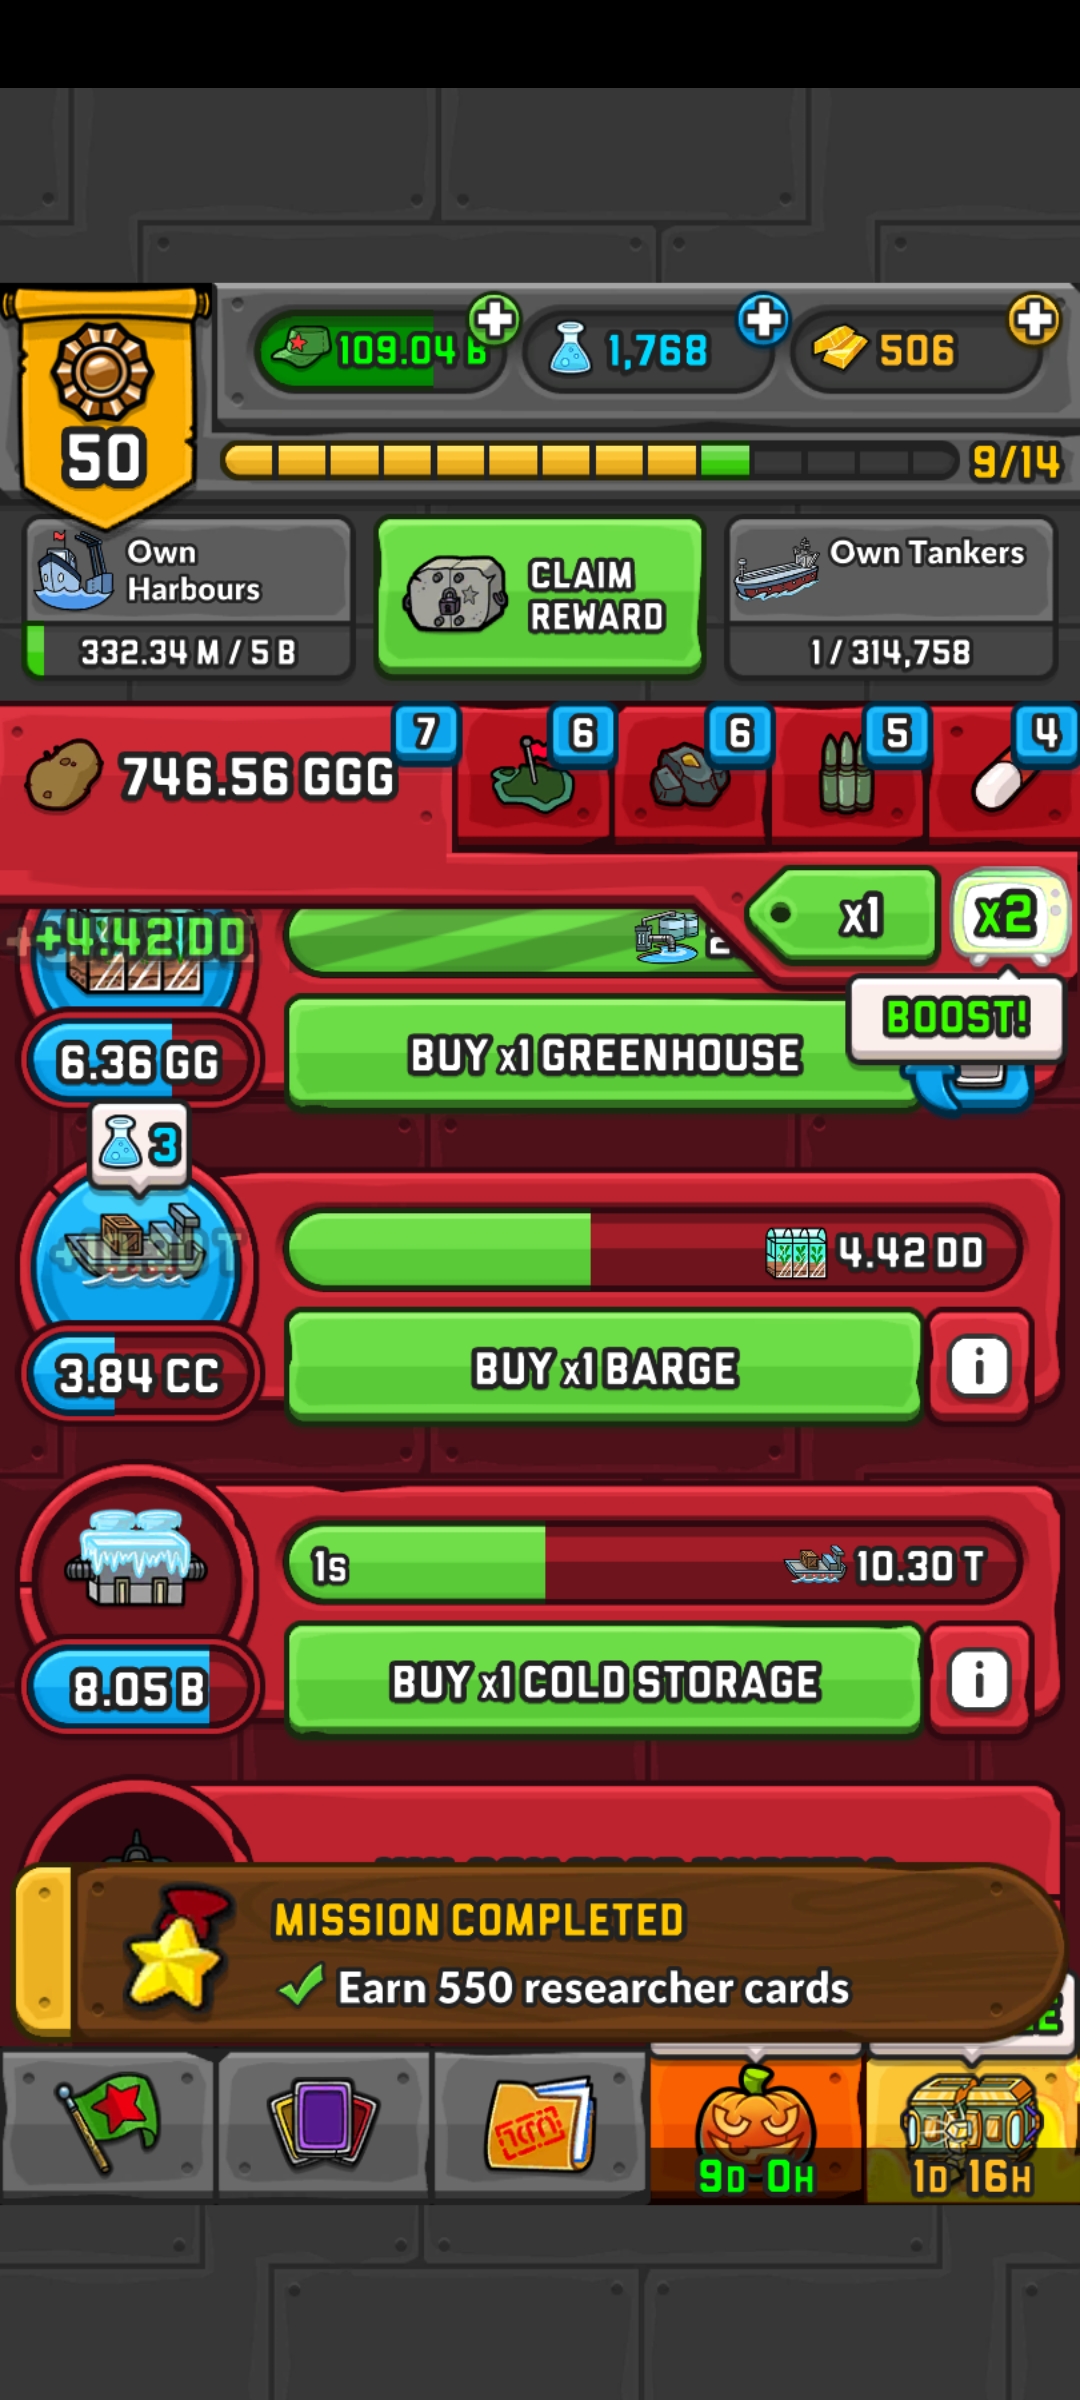 50
109.04 B
1,768
506
9/14
Own
Harbours
332.34 M / 5 B
CLAIM
REWARD
Own Tankers
1 / 314,758
746.56 GGG
7
6
6
5
4
x1
x2
BOOST!
+4.42 DD
6.36 GG
BUY x1 GREENHOUSE
3
4.42 DD
3.84 CC
BUY x1 BARGE
i
1s
10.30 T
8.05 B
BUY x1 COLD STORAGE
i
MISSION COMPLETED
Earn 550 researcher cards
9D 0H
1D 16H